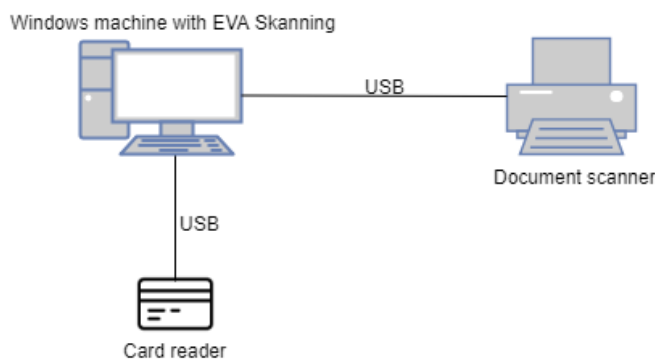 Windows machine with EVA Skanning
USB
Document scanner
USB
Card reader